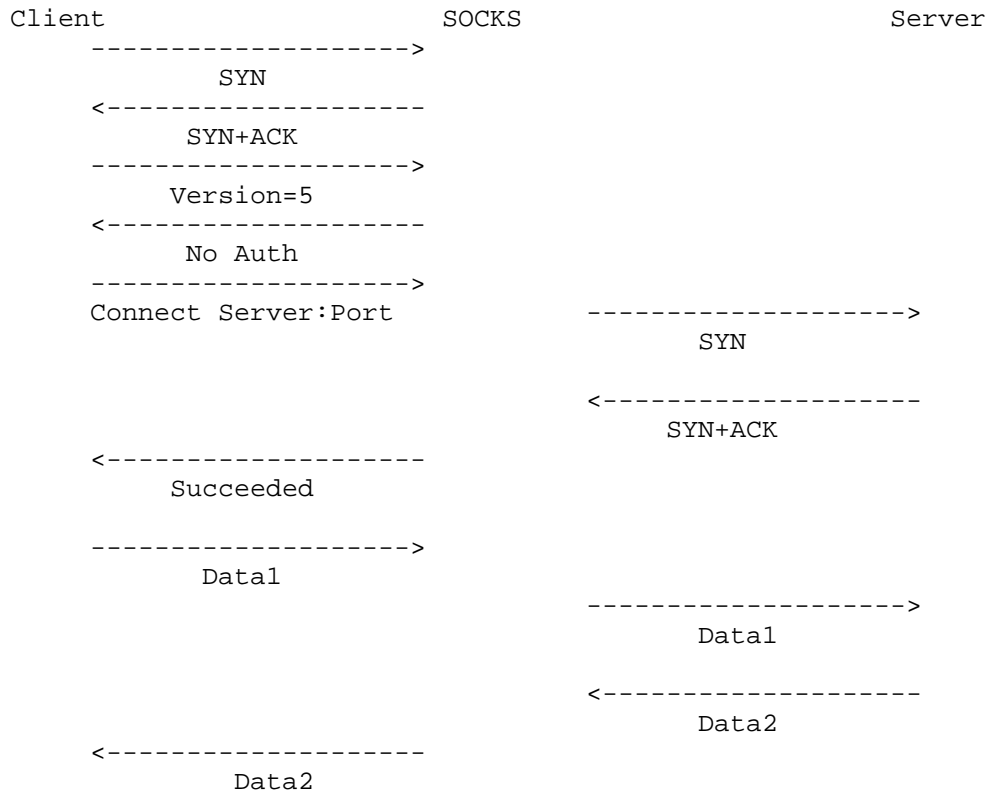 Client SOCKS Server
-------------------->
SYN
<--------------------
SYN+ACK
-------------------->
Version=5
<--------------------
No Auth
-------------------->
Connect Server:Port -------------------->
SYN
<--------------------
SYN+ACK
<--------------------
Succeeded
-------------------->
Data1
-------------------->
Data1
<--------------------
Data2
<--------------------
Data2